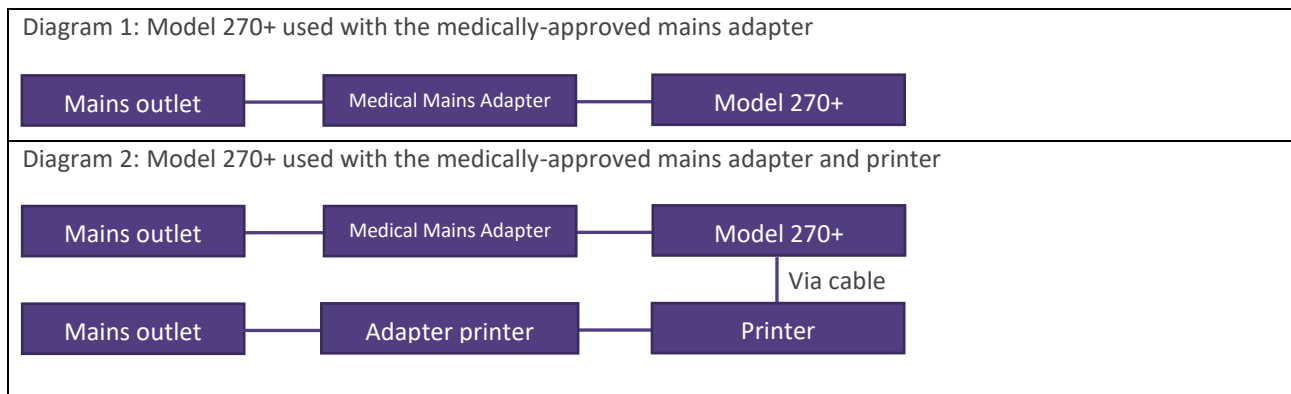 Diagram 1: Model 270+ used with the medically-approved mains adapter
Mains outlet Medical Mains Adapter Model 270+
Diagram 2: Model 270+ used with the medically-approved mains adapter and printer
Mains outlet Medical Mains Adapter Model 270+
Via cable
Mains outlet Adapter printer Printer